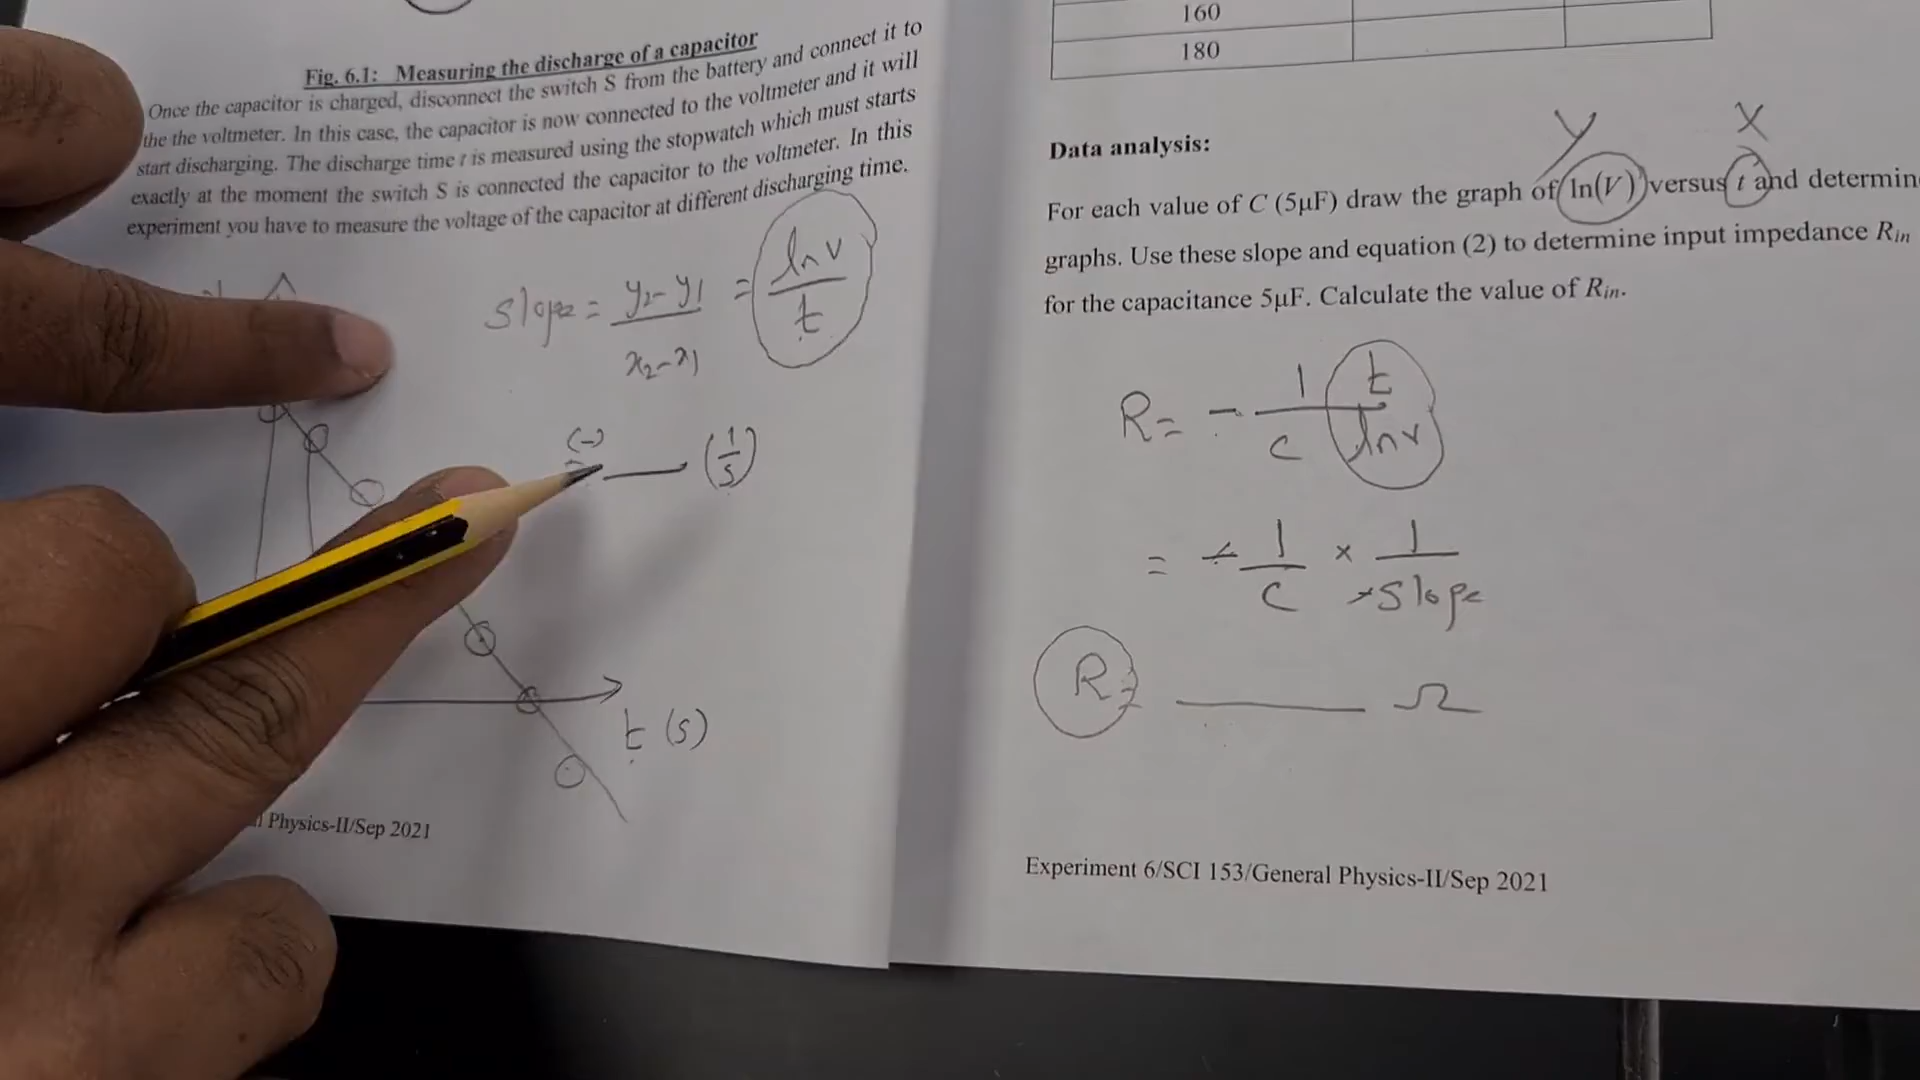 Fig. 6.1: Measuring the discharge of a capacitor
Once the capacitor is charged, disconnect the switch S from the battery and connect it to
the the voltmeter. In this case, the capacitor is now connected to the voltmeter and it will
start discharging. The discharge time t is measured using the stopwatch which must starts
exactly at the moment the switch S is connected the capacitor to the voltmeter. In this
experiment you have to measure the voltage of the capacitor at different discharging time.
slope = y2-y1 / x2-x1 = lnv / t
(-)
= ___ (1/s)
t (s)
Physics-II/Sep 2021
160
180
y x
Data analysis:
For each value of C (5μF) draw the graph of ln(V) versus t and determin
graphs. Use these slope and equation (2) to determine input impedance Rin
for the capacitance 5μF. Calculate the value of Rin.
R = - 1/C t/lnv
= - 1/C × 1/-slope
R = ___ Ω
Experiment 6/SCI 153/General Physics-II/Sep 2021